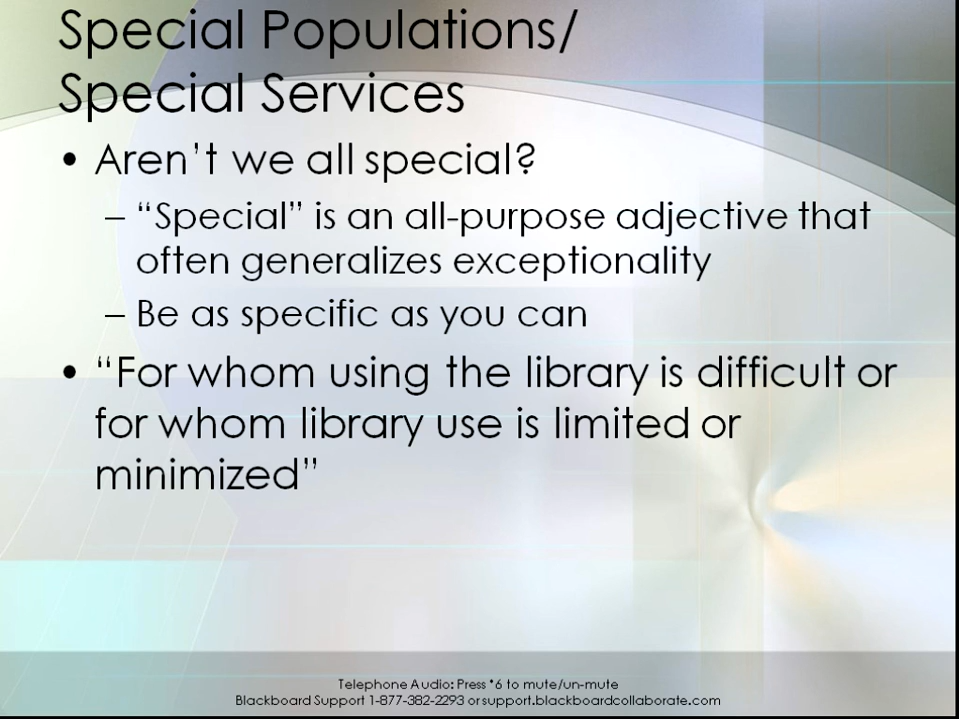 Special Populations/
Special Services
• Aren't we all special?
– “Special” is an all-purpose adjective that
often generalizes exceptionality
– Be as specific as you can
• “For whom using the library is difficult or
for whom library use is limited or
minimized”
Telephone Audio: Press *6 to mute/un-mute
Blackboard Support 1-877-382-2293 or support.blackboardcollaborate.com